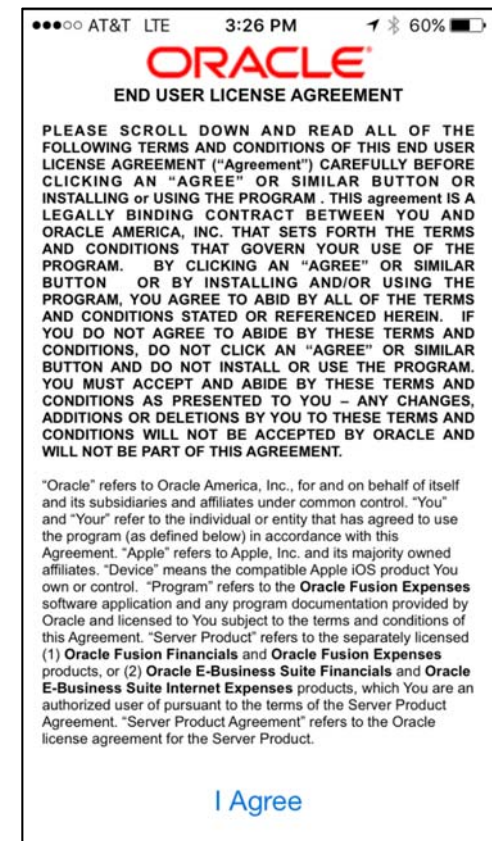 AT&T LTE 3:26 PM 60%
ORACLE®
END USER LICENSE AGREEMENT
PLEASE SCROLL DOWN AND READ ALL OF THE
FOLLOWING TERMS AND CONDITIONS OF THIS END USER
LICENSE AGREEMENT ("Agreement") CAREFULLY BEFORE
CLICKING AN "AGREE" OR SIMILAR BUTTON OR
INSTALLING or USING THE PROGRAM . THIS agreement IS A
LEGALLY BINDING CONTRACT BETWEEN YOU AND
ORACLE AMERICA, INC. THAT SETS FORTH THE TERMS
AND CONDITIONS THAT GOVERN YOUR USE OF THE
PROGRAM. BY CLICKING AN "AGREE" OR SIMILAR
BUTTON OR BY INSTALLING AND/OR USING THE
PROGRAM, YOU AGREE TO ABID BY ALL OF THE TERMS
AND CONDITIONS STATED OR REFERENCED HEREIN. IF
YOU DO NOT AGREE TO ABIDE BY THESE TERMS AND
CONDITIONS, DO NOT CLICK AN "AGREE" OR SIMILAR
BUTTON AND DO NOT INSTALL OR USE THE PROGRAM.
YOU MUST ACCEPT AND ABIDE BY THESE TERMS AND
CONDITIONS AS PRESENTED TO YOU – ANY CHANGES,
ADDITIONS OR DELETIONS BY YOU TO THESE TERMS AND
CONDITIONS WILL NOT BE ACCEPTED BY ORACLE AND
WILL NOT BE PART OF THIS AGREEMENT.
"Oracle" refers to Oracle America, Inc., for and on behalf of itself
and its subsidiaries and affiliates under common control. "You"
and "Your" refer to the individual or entity that has agreed to use
the program (as defined below) in accordance with this
Agreement. "Apple" refers to Apple, Inc. and its majority owned
affiliates. "Device" means the compatible Apple iOS product You
own or control. "Program" refers to the Oracle Fusion Expenses
software application and any program documentation provided by
Oracle and licensed to You subject to the terms and conditions of
this Agreement. "Server Product" refers to the separately licensed
(1) Oracle Fusion Financials and Oracle Fusion Expenses
products, or (2) Oracle E-Business Suite Financials and Oracle
E-Business Suite Internet Expenses products, which You are an
authorized user of pursuant to the terms of the Server Product
Agreement. "Server Product Agreement" refers to the Oracle
license agreement for the Server Product.
I Agree